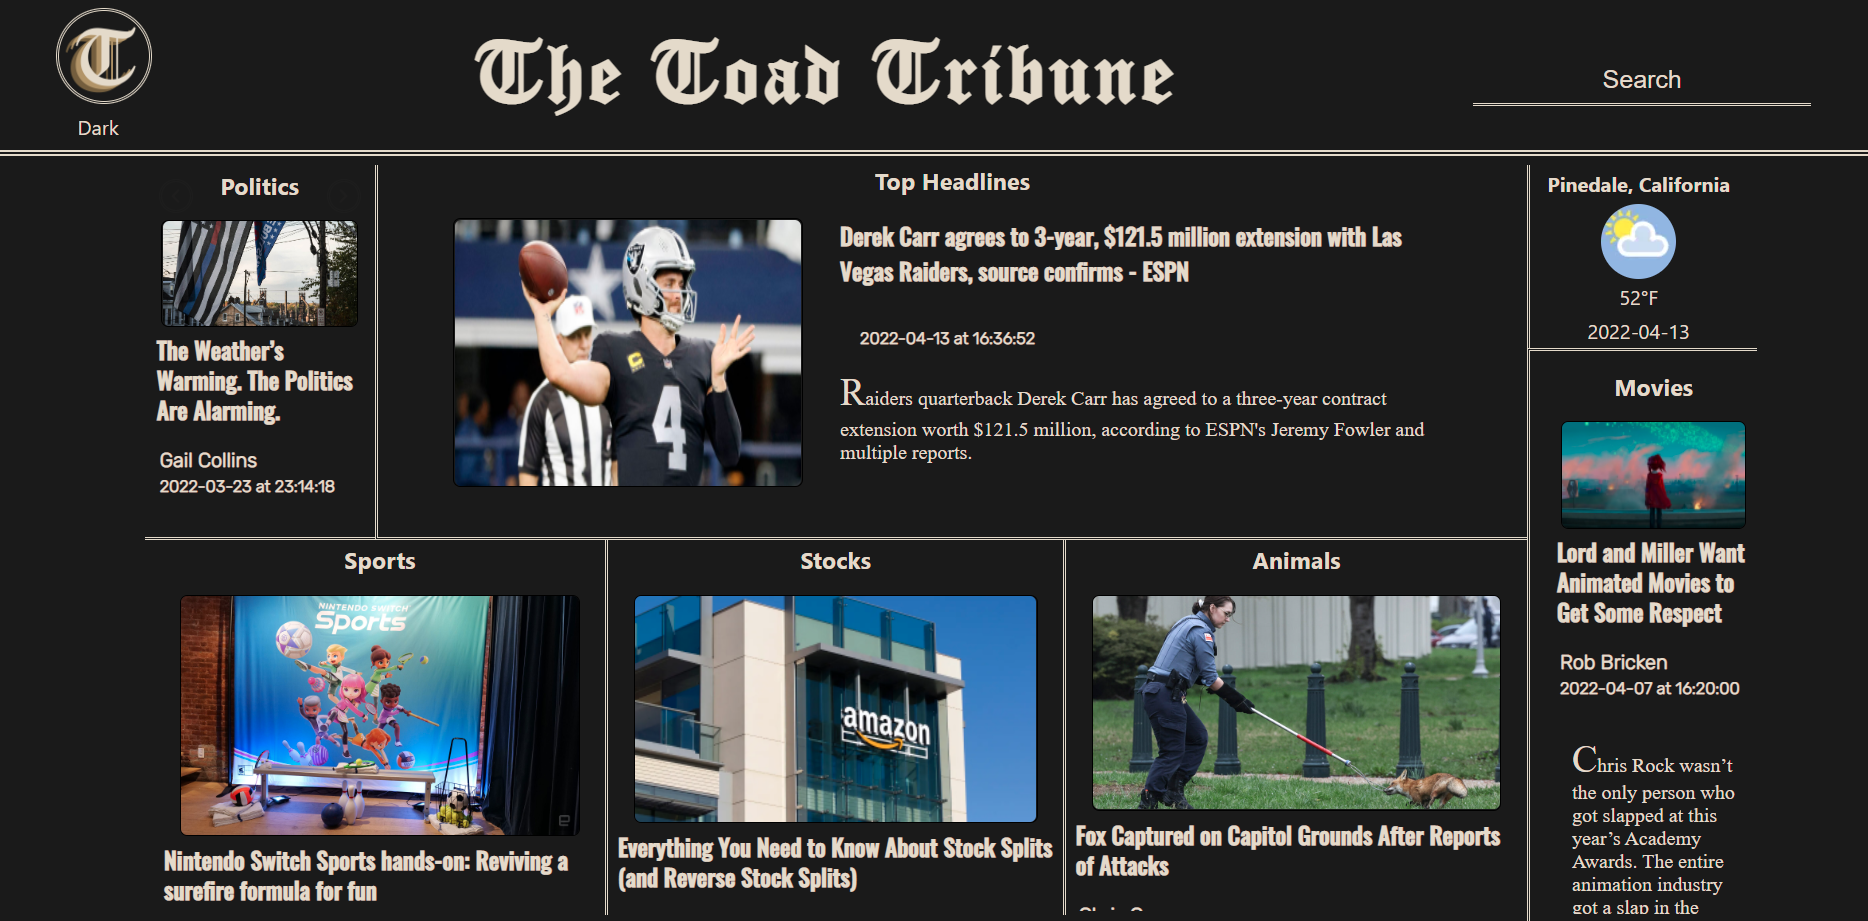 T
The Toad Tribune
Search
Dark
Politics
The Weather’s
Warming. The Politics
Are Alarming.
Gail Collins
2022-03-23 at 23:14:18
Top Headlines
4
C
Derek Carr agrees to 3-year, $121.5 million extension with Las
Vegas Raiders, source confirms - ESPN
2022-04-13 at 16:36:52
Raiders quarterback Derek Carr has agreed to a three-year contract
extension worth $121.5 million, according to ESPN's Jeremy Fowler and
multiple reports.
Pinedale, California
52°F
2022-04-13
Movies
Lord and Miller Want
Animated Movies to
Get Some Respect
Rob Bricken
2022-04-07 at 16:20:00
Chris Rock wasn’t
the only person who
got slapped at this
year’s Academy
Awards. The entire
animation industry
got a slap in the
Sports
NINTENDO SWITCH
Sports
e
Nintendo Switch Sports hands-on: Reviving a
surefire formula for fun
Stocks
amazon
Everything You Need to Know About Stock Splits
(and Reverse Stock Splits)
Animals
Fox Captured on Capitol Grounds After Reports
of Attacks